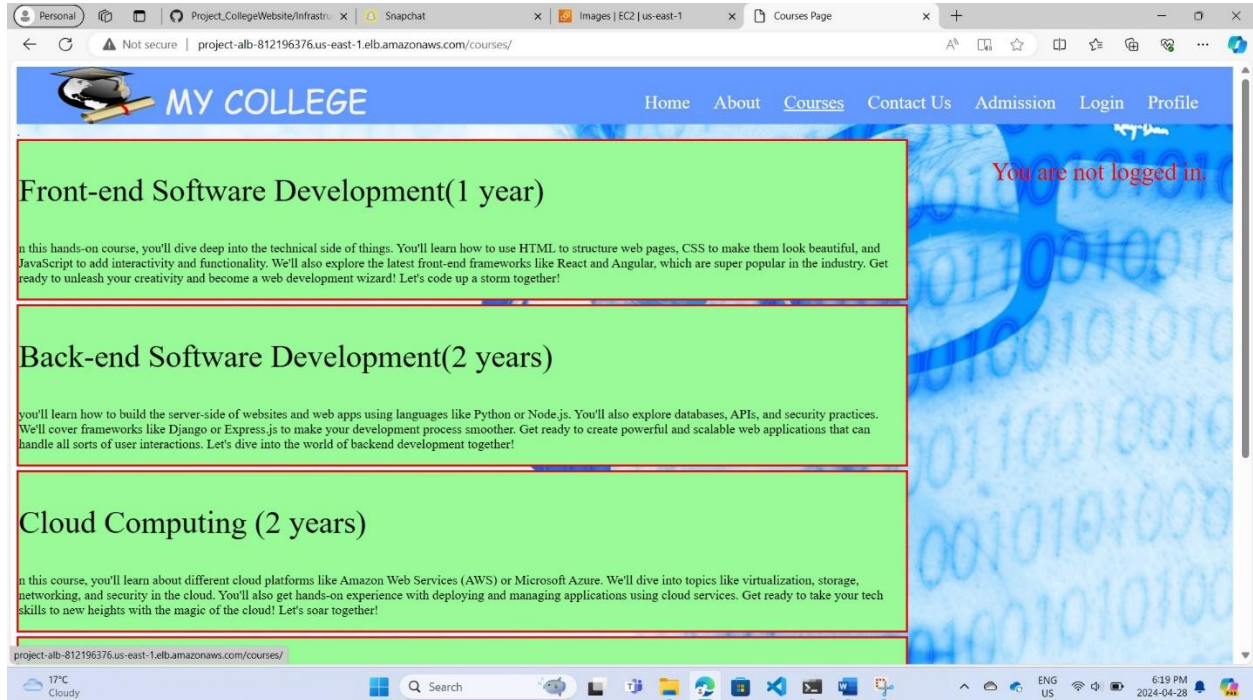 Personal
Project_CollegeWebsite/Infrastru
Snapchat
Images | EC2 | us-east-1
Courses Page
Not secure | project-alb-812196376.us-east-1.elb.amazonaws.com/courses/
MY COLLEGE
Home About Courses Contact Us Admission Login Profile
You are not logged in.
Front-end Software Development(1 year)
n this hands-on course, you'll dive deep into the technical side of things. You'll learn how to use HTML to structure web pages, CSS to make them look beautiful, and
JavaScript to add interactivity and functionality. We'll also explore the latest front-end frameworks like React and Angular, which are super popular in the industry. Get
ready to unleash your creativity and become a web development wizard! Let's code up a storm together!
Back-end Software Development(2 years)
you'll learn how to build the server-side of websites and web apps using languages like Python or Node.js. You'll also explore databases, APIs, and security practices.
We'll cover frameworks like Django or Express.js to make your development process smoother. Get ready to create powerful and scalable web applications that can
handle all sorts of user interactions. Let's dive into the world of backend development together!
Cloud Computing (2 years)
n this course, you'll learn about different cloud platforms like Amazon Web Services (AWS) or Microsoft Azure. We'll dive into topics like virtualization, storage,
networking, and security in the cloud. You'll also get hands-on experience with deploying and managing applications using cloud services. Get ready to take your tech
skills to new heights with the magic of the cloud! Let's soar together!
project-alb-812196376.us-east-1.elb.amazonaws.com/courses/
17°C
Cloudy
Search
ENG
US
6:19 PM
2024-04-28